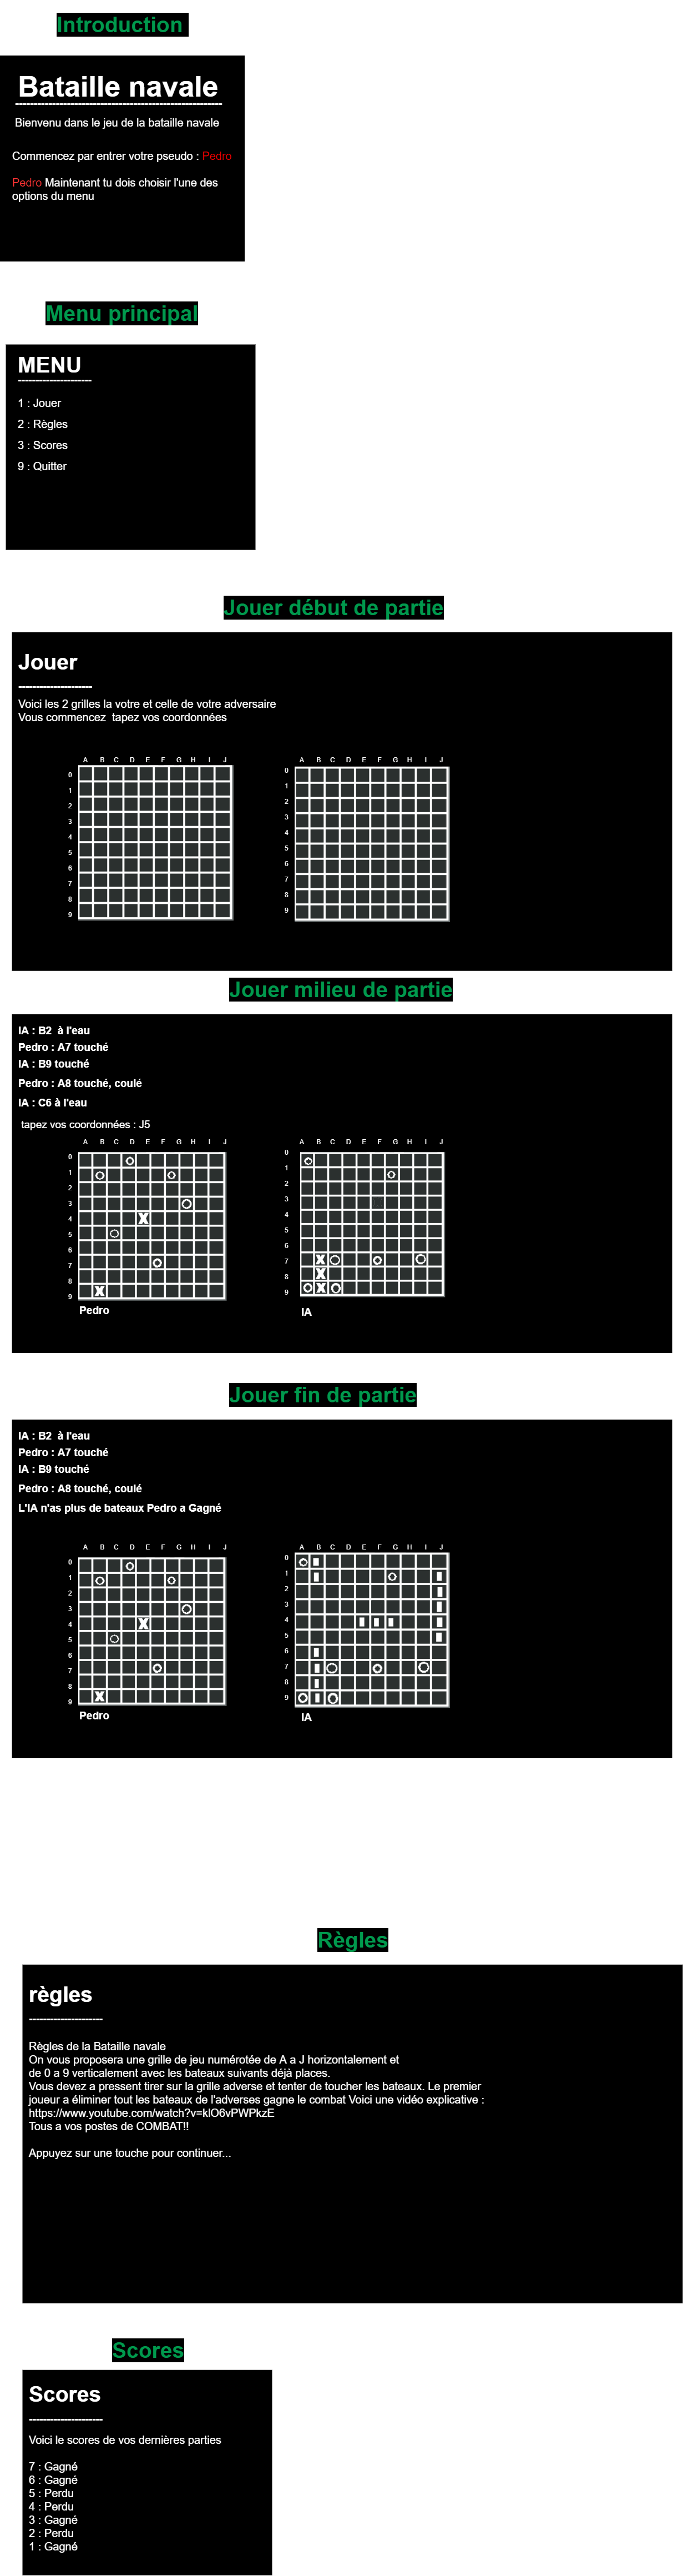 Introduction
Bataille navale
------------------------------------------------------------
Bienvenu dans le jeu de la bataille navale
Commencez par entrer votre pseudo : Pedro
Pedro Maintenant tu dois choisir l'une des
options du menu
Menu principal
MENU
---------------------
1 : Jouer
2 : Règles
3 : Scores
9 : Quitter
Jouer début de partie
Jouer
---------------------
Voici les 2 grilles la votre et celle de votre adversaire
Vous commencez  tapez vos coordonnées
A B C D E F G H I J
0
1
2
3
4
5
6
7
8
9
A B C D E F G H I J
0
1
2
3
4
5
6
7
8
9
Jouer milieu de partie
IA : B2  à l'eau
Pedro : A7 touché
IA : B9 touché
Pedro : A8 touché, coulé
IA : C6 à l'eau
tapez vos coordonnées : J5
A B C D E F G H I J
0
1
2
3
4
5
6
7
8
9
Pedro
A B C D E F G H I J
0
1
2
3
4
5
6
7
8
9
IA
Jouer fin de partie
IA : B2  à l'eau
Pedro : A7 touché
IA : B9 touché
Pedro : A8 touché, coulé
L'IA n'as plus de bateaux Pedro a Gagné
A B C D E F G H I J
0
1
2
3
4
5
6
7
8
9
Pedro
A B C D E F G H I J
0
1
2
3
4
5
6
7
8
9
IA
Règles
règles
---------------------
Règles de la Bataille navale
On vous proposera une grille de jeu numérotée de A a J horizontalement et
de 0 a 9 verticalement avec les bateaux suivants déjà places.
Vous devez a pressent tirer sur la grille adverse et tenter de toucher les bateaux. Le premier
joueur a éliminer tout les bateaux de l'adverses gagne le combat Voici une vidéo explicative :
https://www.youtube.com/watch?v=klO6vPWPkzE
Tous a vos postes de COMBAT!!
Appuyez sur une touche pour continuer...
Scores
Scores
---------------------
Voici le scores de vos dernières parties
7 : Gagné
6 : Gagné
5 : Perdu
4 : Perdu
3 : Gagné
2 : Perdu
1 : Gagné